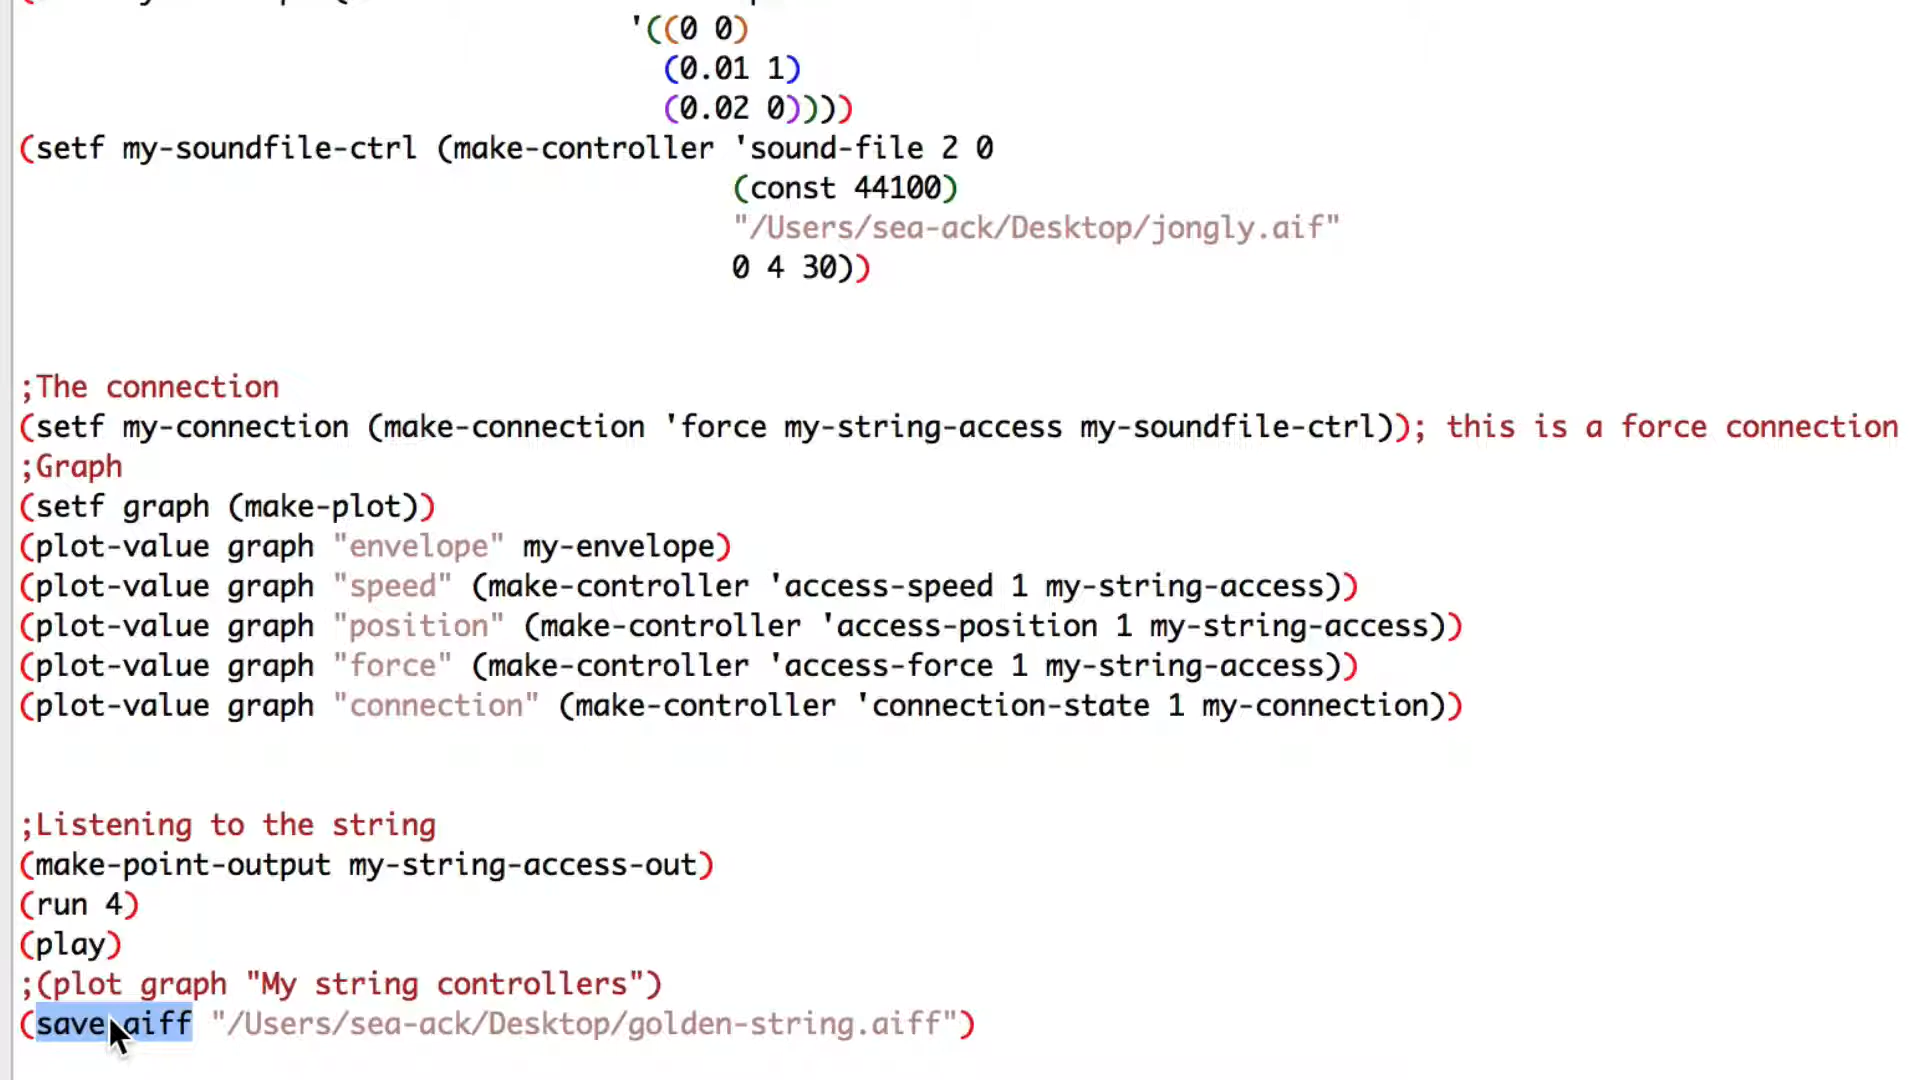 '((0 0)
(0.01 1)
(0.02 0))))
(setf my-soundfile-ctrl (make-controller 'sound-file 2 0
(const 44100)
"/Users/sea-ack/Desktop/jongly.aif"
0 4 30))
;The connection
(setf my-connection (make-connection 'force my-string-access my-soundfile-ctrl)); this is a force connection
;Graph
(setf graph (make-plot))
(plot-value graph "envelope" my-envelope)
(plot-value graph "speed" (make-controller 'access-speed 1 my-string-access))
(plot-value graph "position" (make-controller 'access-position 1 my-string-access))
(plot-value graph "force" (make-controller 'access-force 1 my-string-access))
(plot-value graph "connection" (make-controller 'connection-state 1 my-connection))
;Listening to the string
(make-point-output my-string-access-out)
(run 4)
(play)
;(plot graph "My string controllers")
(save-aiff "/Users/sea-ack/Desktop/golden-string.aiff")